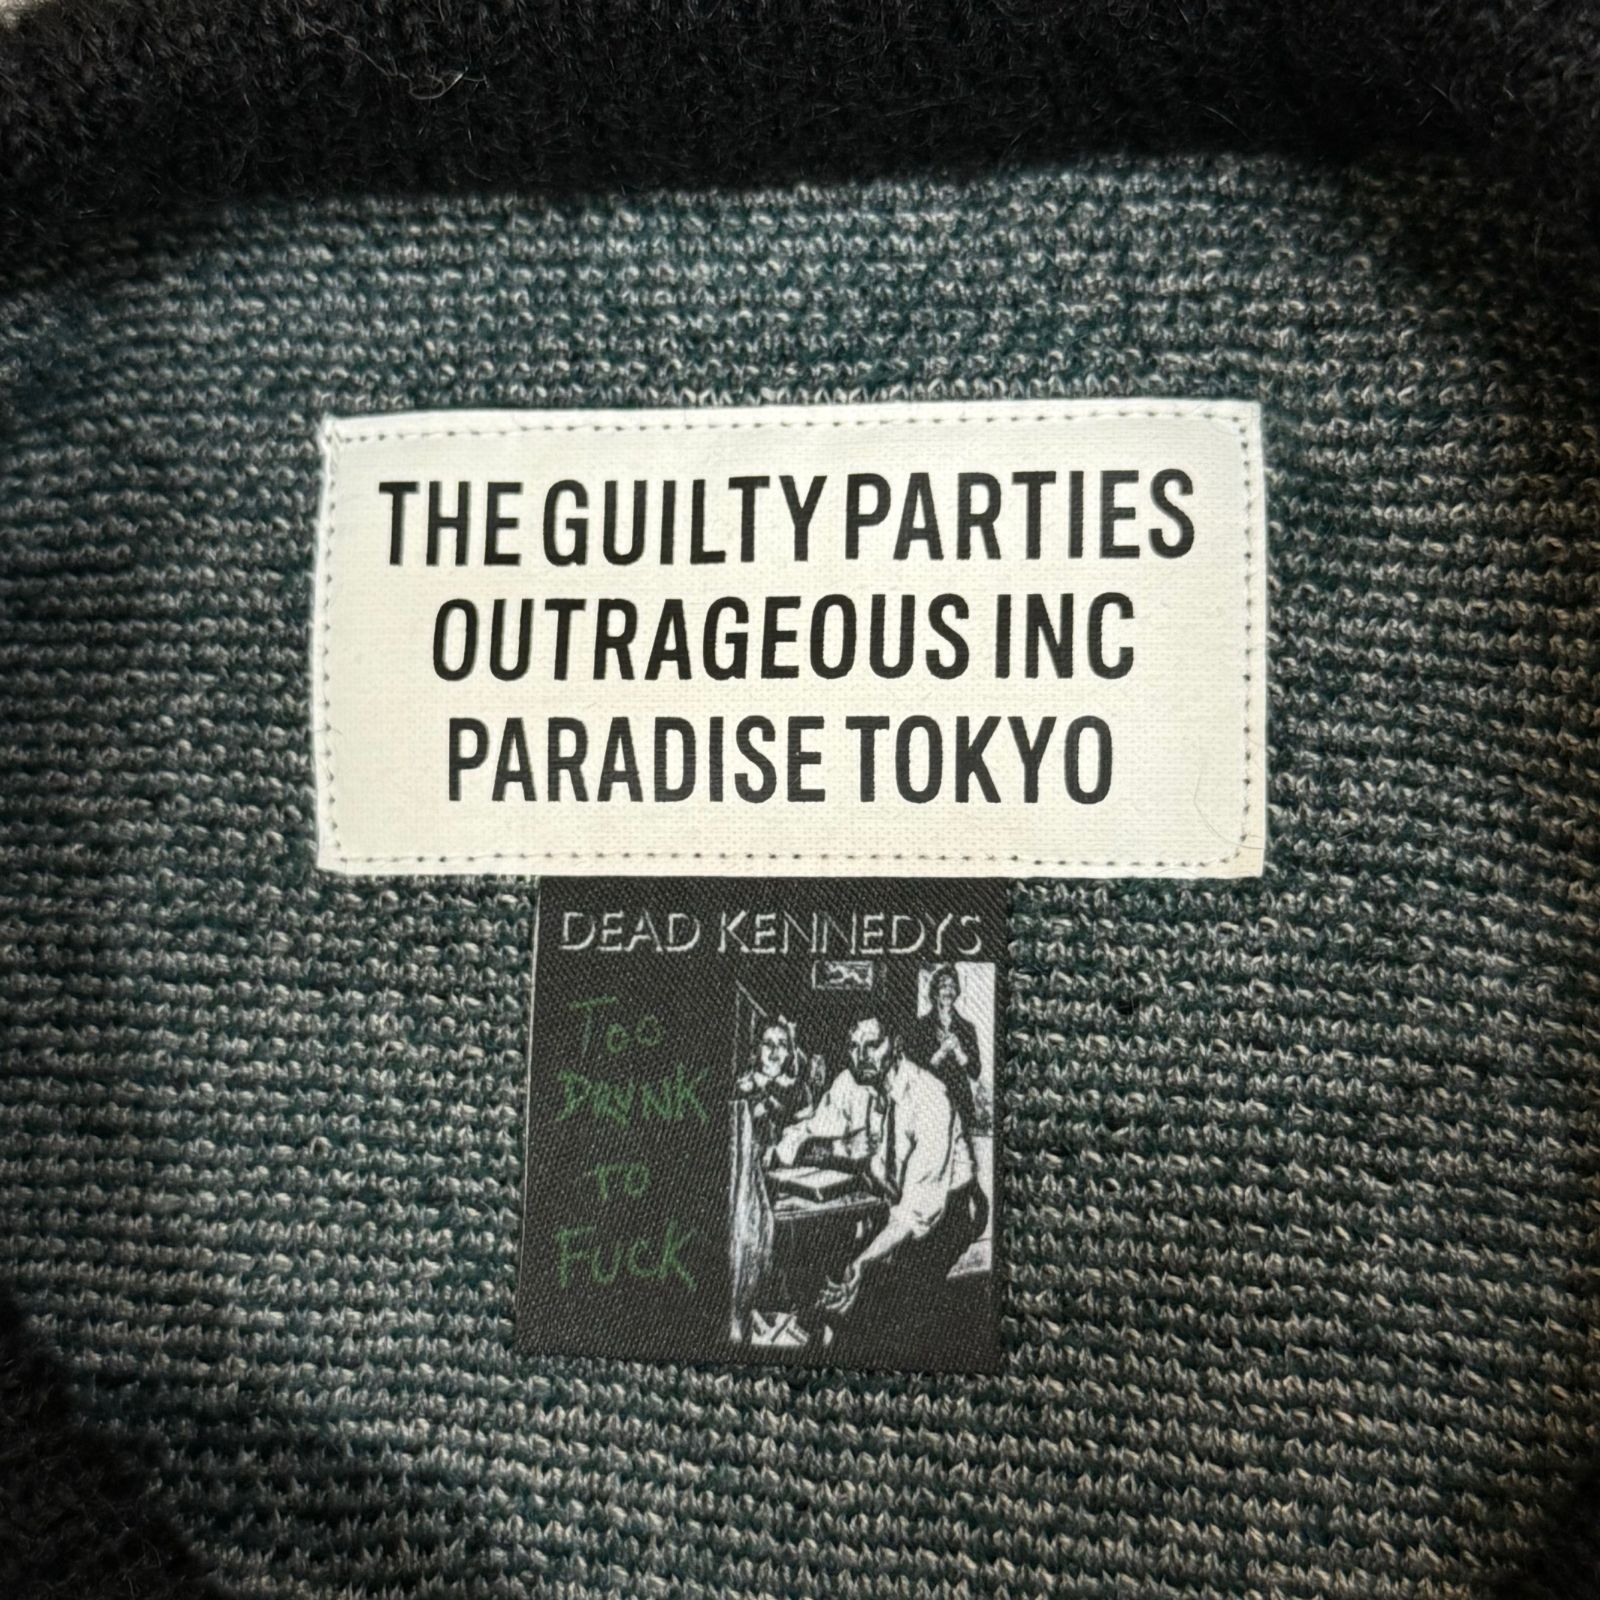 THE GUILTY PARTIES
OUTRAGEOUS INC
PARADISE TOKYO
DEAD KENNEDYS
TOO
DRUNK
TO
FUCK